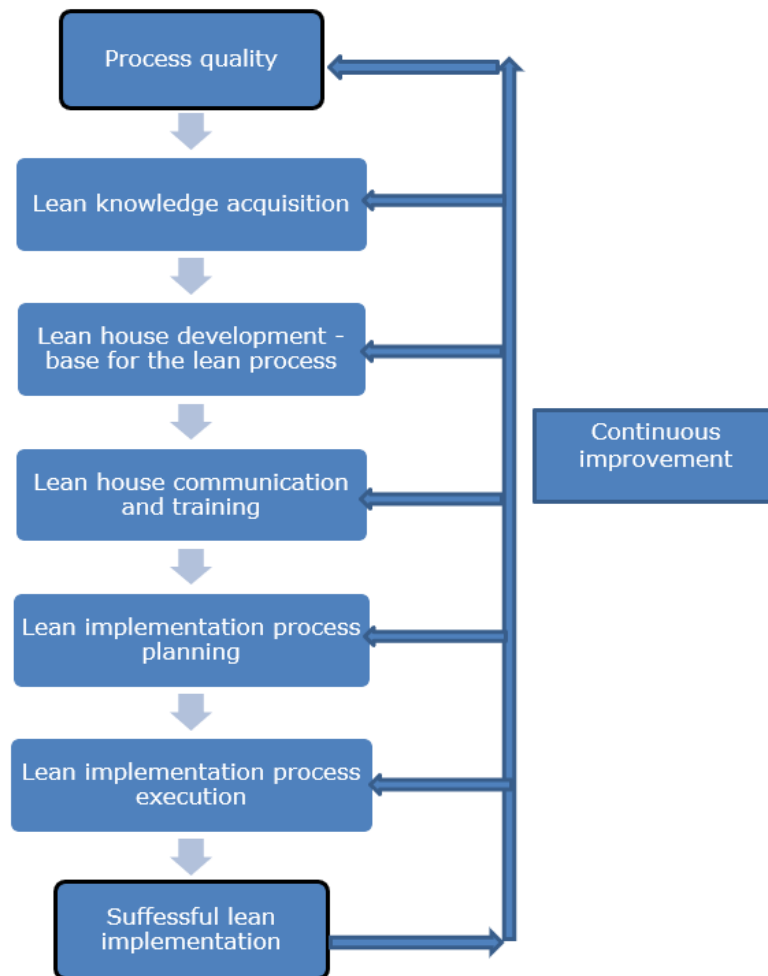 Process quality
Lean knowledge acquisition
Lean house development -
base for the lean process
Lean house communication
and training
Lean implementation process
planning
Lean implementation process
execution
Suffessful lean
implementation
Continuous
improvement